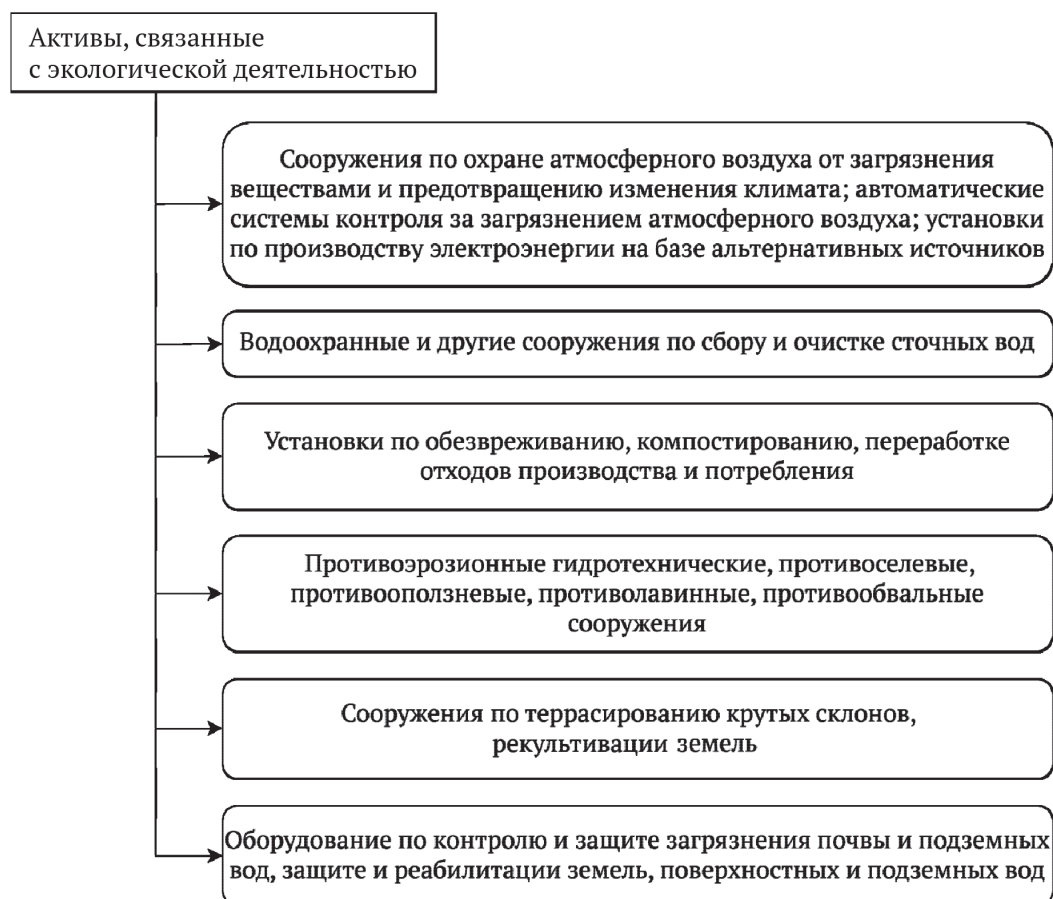 Активы, связанные
с экологической деятельностью
Сооружения по охране атмосферного воздуха от загрязнения
веществами и предотвращению изменения климата; автоматические
системы контроля за загрязнением атмосферного воздуха; установки
по производству электроэнергии на базе альтернативных источников
Водоохранные и другие сооружения по сбору и очистке сточных вод
Установки по обезвреживанию, компостированию, переработке
отходов производства и потребления
Противоэрозионные гидротехнические, противоселевые,
противооползневые, противолавинные, противообвальные
сооружения
Сооружения по террасированию крутых склонов,
рекультивации земель
Оборудование по контролю и защите загрязнения почвы и подземных
вод, защите и реабилитации земель, поверхностных и подземных вод